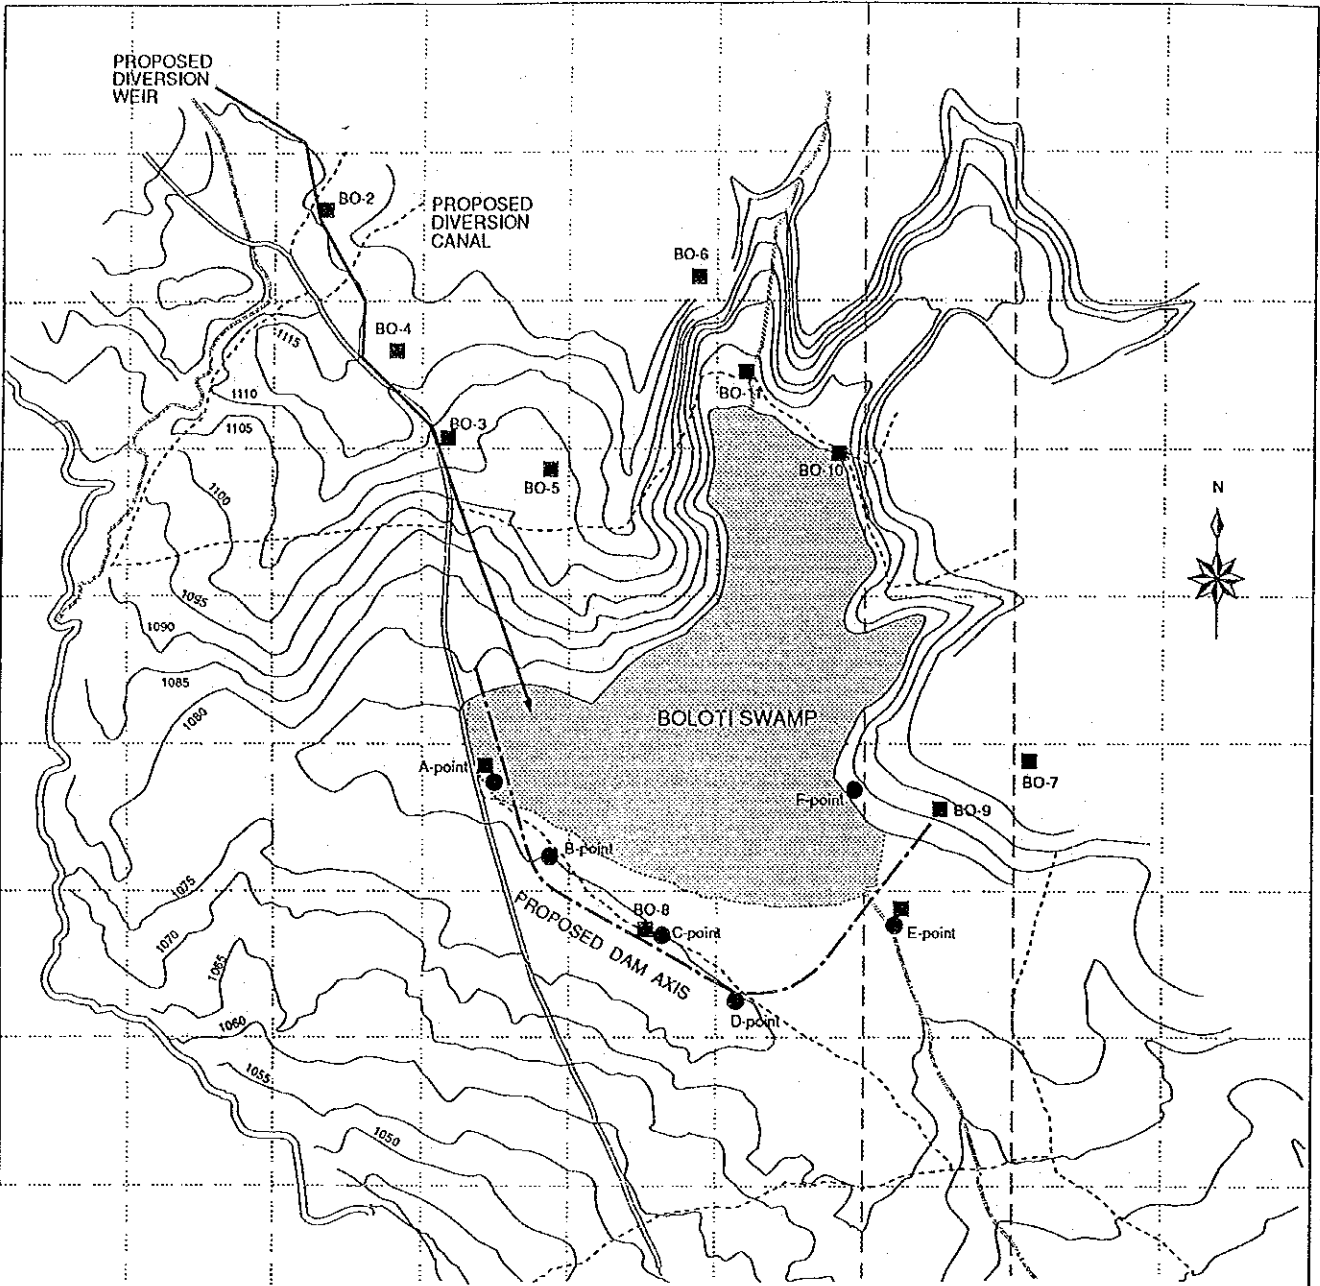 PROPOSED
DIVERSION
WEIR
BO-2
PROPOSED
DIVERSION
CANAL
BO-6
BO-4
1115
BO-11
1110
1105
BO-3
BO-10
BO-5
1100
N
1095
1090
1085
1080
BOLOTI SWAMP
A-point
BO-7
F-point
BO-9
B-point
1075
PROPOSED DAM AXIS
BO-8
C-point
E-point
1070
1065
D-point
1060
1055
1050